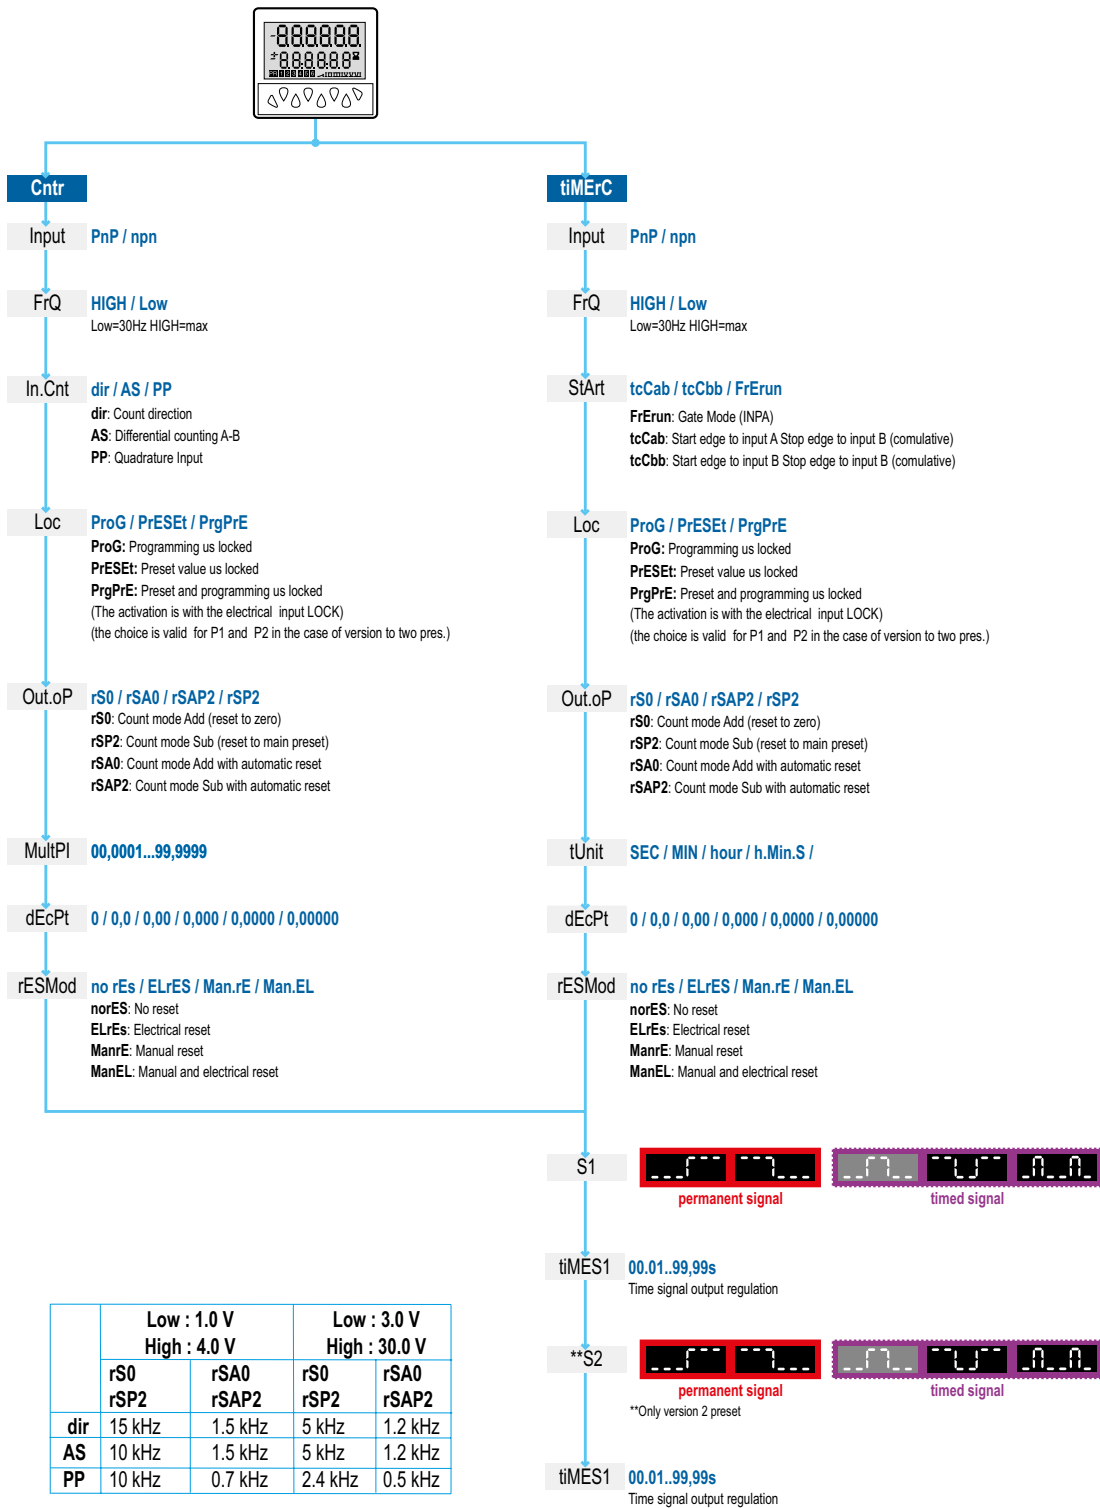 Cntr
Input PnP / npn
FrQ HIGH / Low
Low=30Hz HIGH=max
In.Cnt dir / AS / PP
dir: Count direction
AS: Differential counting A-B
PP: Quadrature Input
Loc ProG / PrESEt / PrgPrE
ProG: Programming us locked
PrESEt: Preset value us locked
PrgPrE: Preset and programming us locked
(The activation is with the electrical input LOCK)
(the choice is valid for P1 and P2 in the case of version to two pres.)
Out.oP rS0 / rSA0 / rSAP2 / rSP2
rS0: Count mode Add (reset to zero)
rSP2: Count mode Sub (reset to main preset)
rSA0: Count mode Add with automatic reset
rSAP2: Count mode Sub with automatic reset
MultPl 00,0001...99,9999
dEcPt 0 / 0,0 / 0,00 / 0,000 / 0,0000 / 0,00000
rESMod no rEs / ELrES / Man.rE / Man.EL
norES: No reset
ELrEs: Electrical reset
ManrE: Manual reset
ManEL: Manual and electrical reset
tiMErC
Input PnP / npn
FrQ HIGH / Low
Low=30Hz HIGH=max
StArt tcCab / tcCbb / FrErun
FrErun: Gate Mode (INPA)
tcCab: Start edge to input A Stop edge to input B (comulative)
tcCbb: Start edge to input B Stop edge to input B (comulative)
Loc ProG / PrESEt / PrgPrE
ProG: Programming us locked
PrESEt: Preset value us locked
PrgPrE: Preset and programming us locked
(The activation is with the electrical input LOCK)
(the choice is valid for P1 and P2 in the case of version to two pres.)
Out.oP rS0 / rSA0 / rSAP2 / rSP2
rS0: Count mode Add (reset to zero)
rSP2: Count mode Sub (reset to main preset)
rSA0: Count mode Add with automatic reset
rSAP2: Count mode Sub with automatic reset
tUnit SEC / MIN / hour / h.Min.S /
dEcPt 0 / 0,0 / 0,00 / 0,000 / 0,0000 / 0,00000
rESMod no rEs / ELrES / Man.rE / Man.EL
norES: No reset
ELrEs: Electrical reset
ManrE: Manual reset
ManEL: Manual and electrical reset
S1
permanent signal timed signal
tiMES1 00.01..99,99s
Time signal output regulation
**S2
permanent signal timed signal
**Only version 2 preset
tiMES1 00.01..99,99s
Time signal output regulation
Low : 1.0 V Low : 3.0 V
High : 4.0 V High : 30.0 V
rS0 rSA0 rS0 rSA0
rSP2 rSAP2 rSP2 rSAP2
dir 15 kHz 1.5 kHz 5 kHz 1.2 kHz
AS 10 kHz 1.5 kHz 5 kHz 1.2 kHz
PP 10 kHz 0.7 kHz 2.4 kHz 0.5 kHz